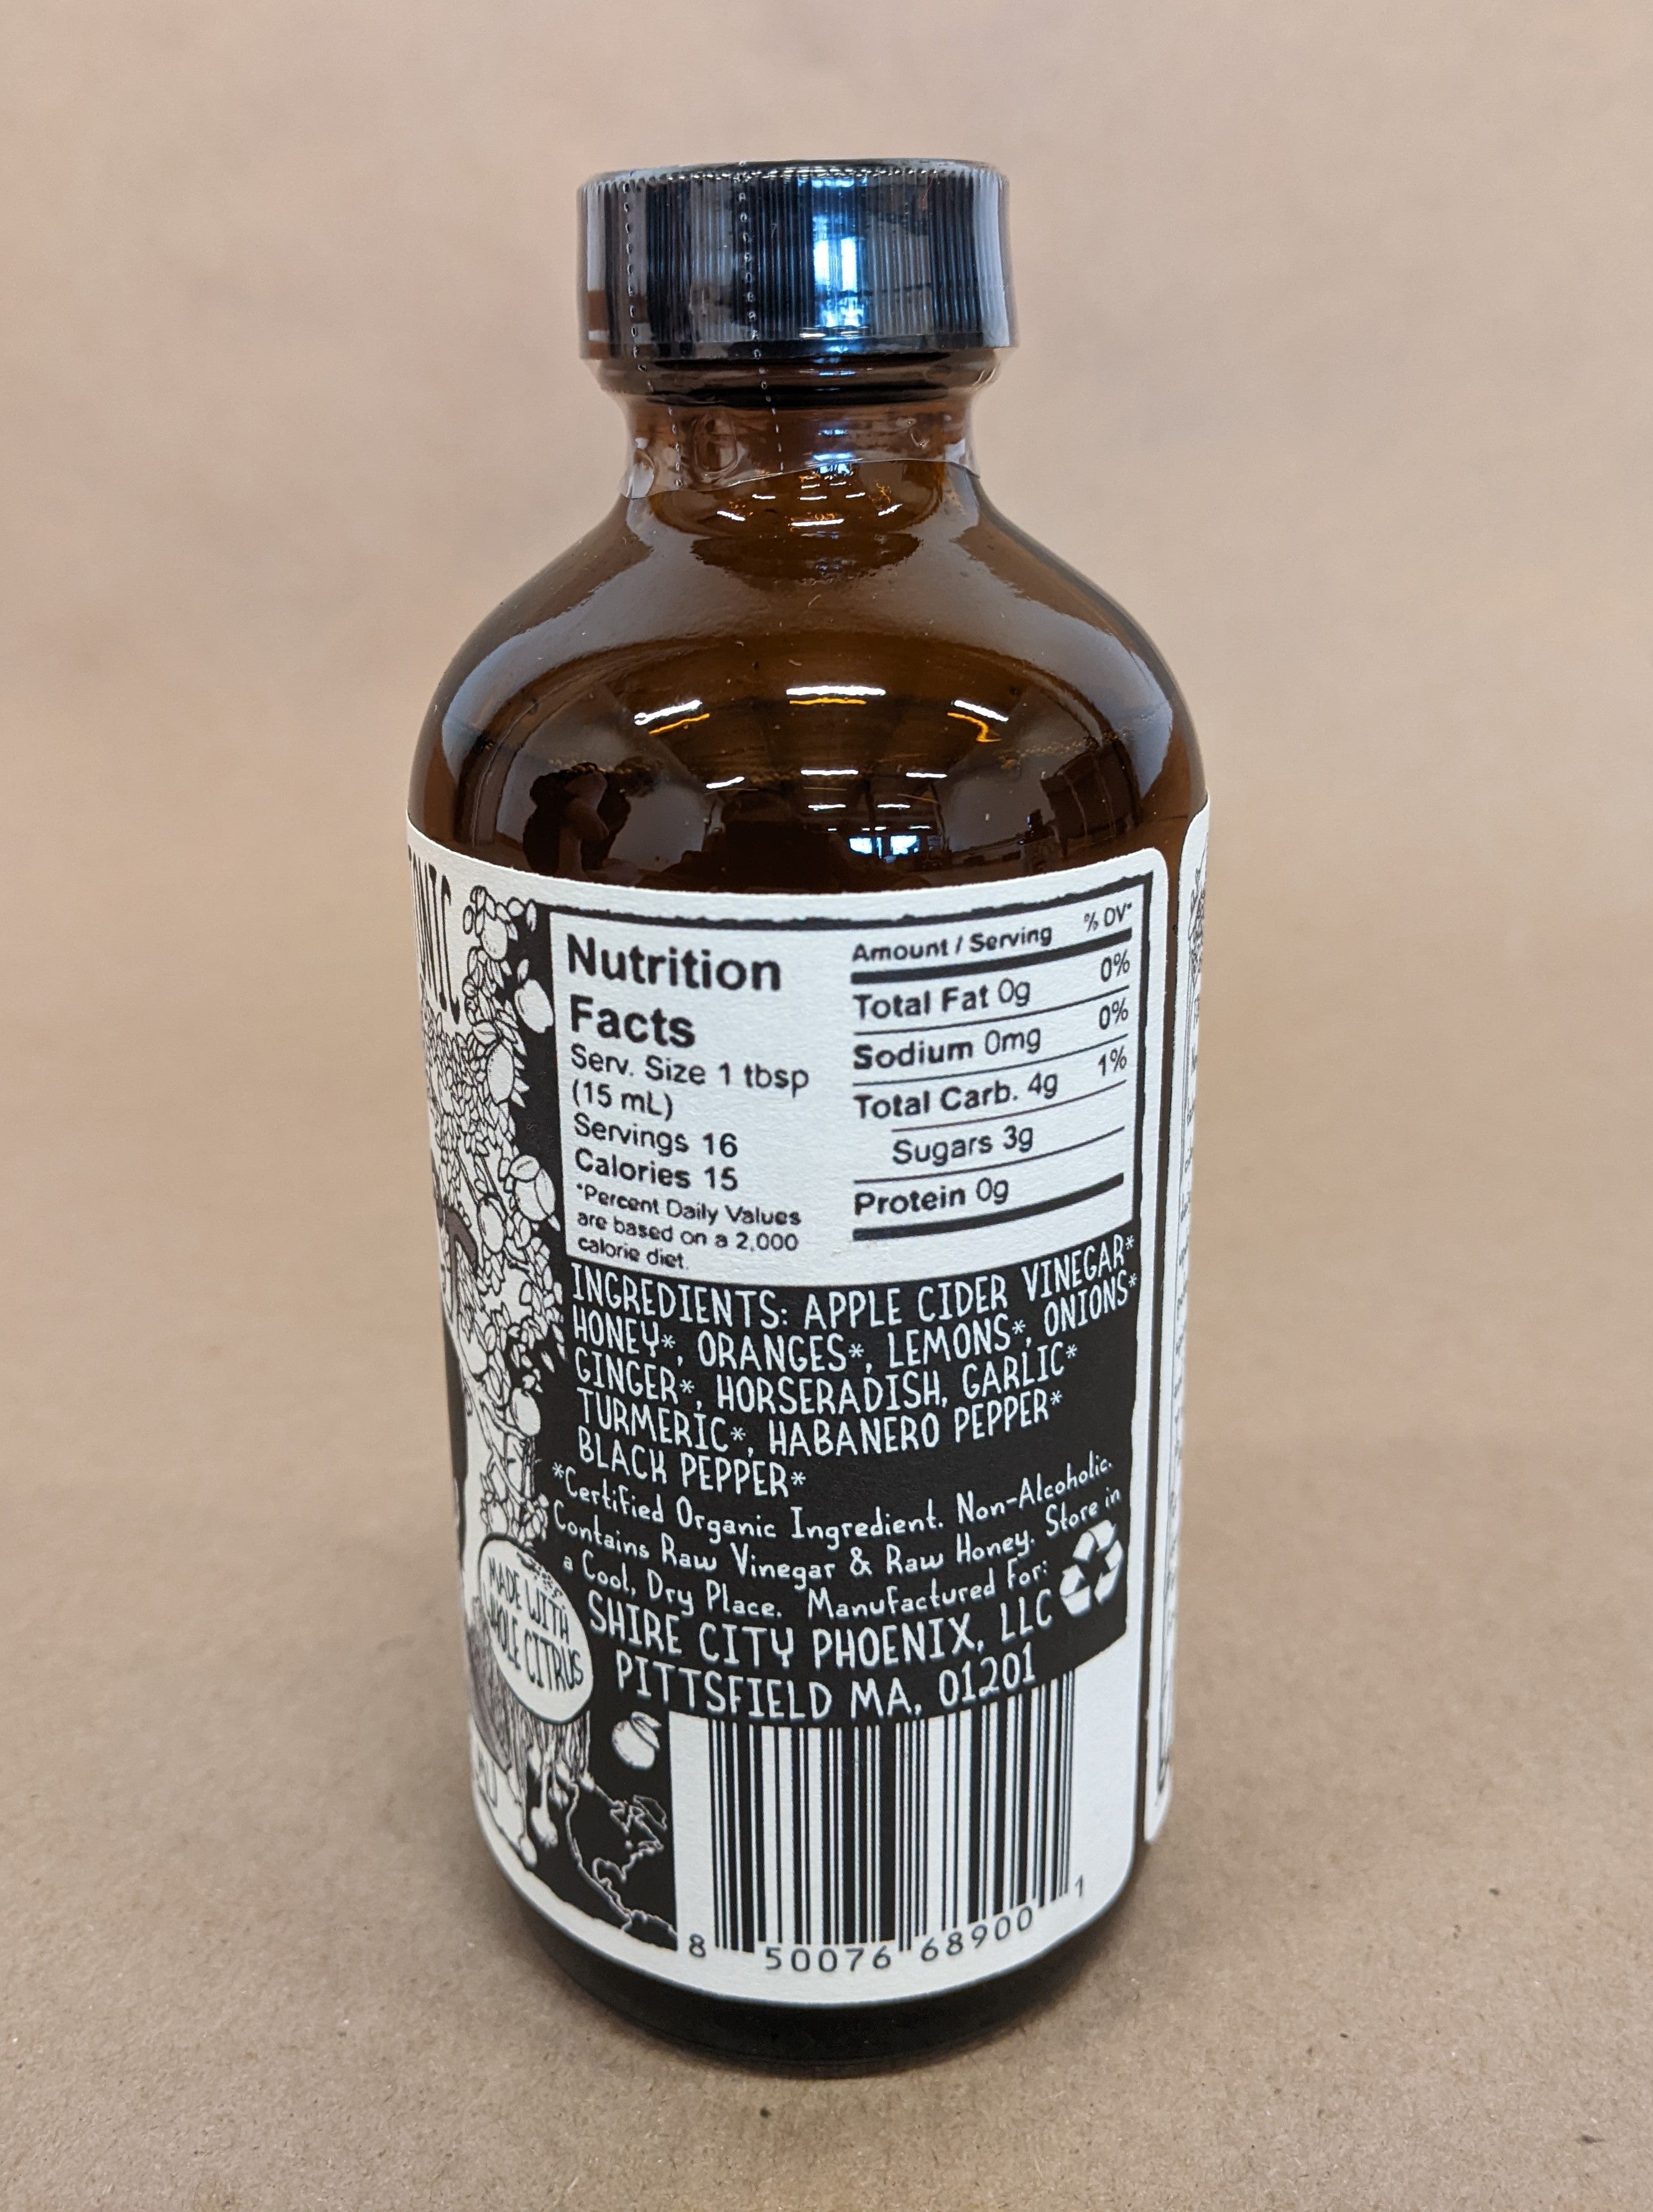 TONIC
Nutrition
Facts
Serv. Size 1 tbsp
(15 mL)
Servings 16
Calories 15
*Percent Daily Values
are based on a 2,000
calorie diet.
Amount / Serving % DV*
Total Fat 0g 0%
Sodium 0mg 0%
Total Carb. 4g 1%
Sugars 3g
Protein 0g
INGREDIENTS: APPLE CIDER VINEGAR*
HONEY*, ORANGES*, LEMONS*, ONIONS*
GINGER*, HORSERADISH, GARLIC*
TURMERIC*, HABANERO PEPPER*
BLACK PEPPER*
*Certified Organic Ingredient. Non-Alcoholic.
Contains Raw Vinegar & Raw Honey. Store in
a Cool, Dry Place. Manufactured For:
SHIRE CITY PHOENIX, LLC
PITTSFIELD MA, 01201
MADE WITH
WHOLE CITRUS
8 50076 68900 1